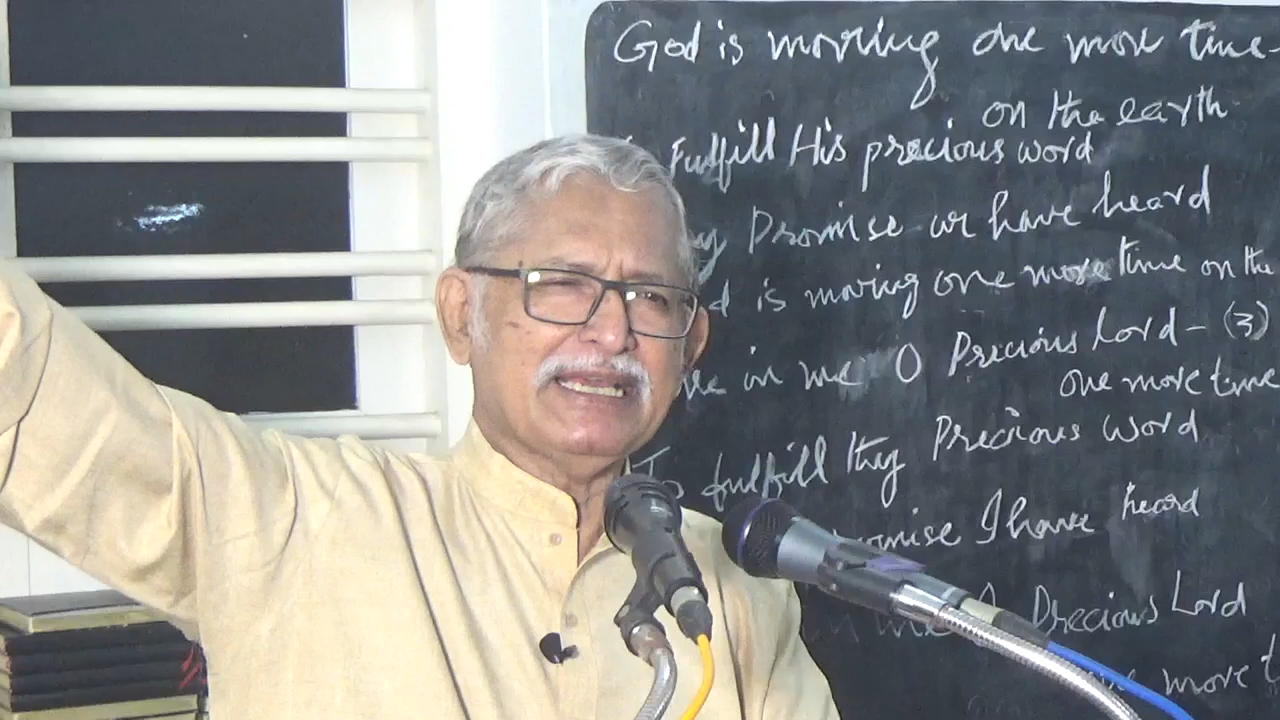 God is moving one more time-
on the earth
Fulfill His precious word
Promise we have heard
is moving one more time on the
in me O Precious Lord - (3)
one more time
To fulfill thy Precious word
I have heard
Precious Lord
more